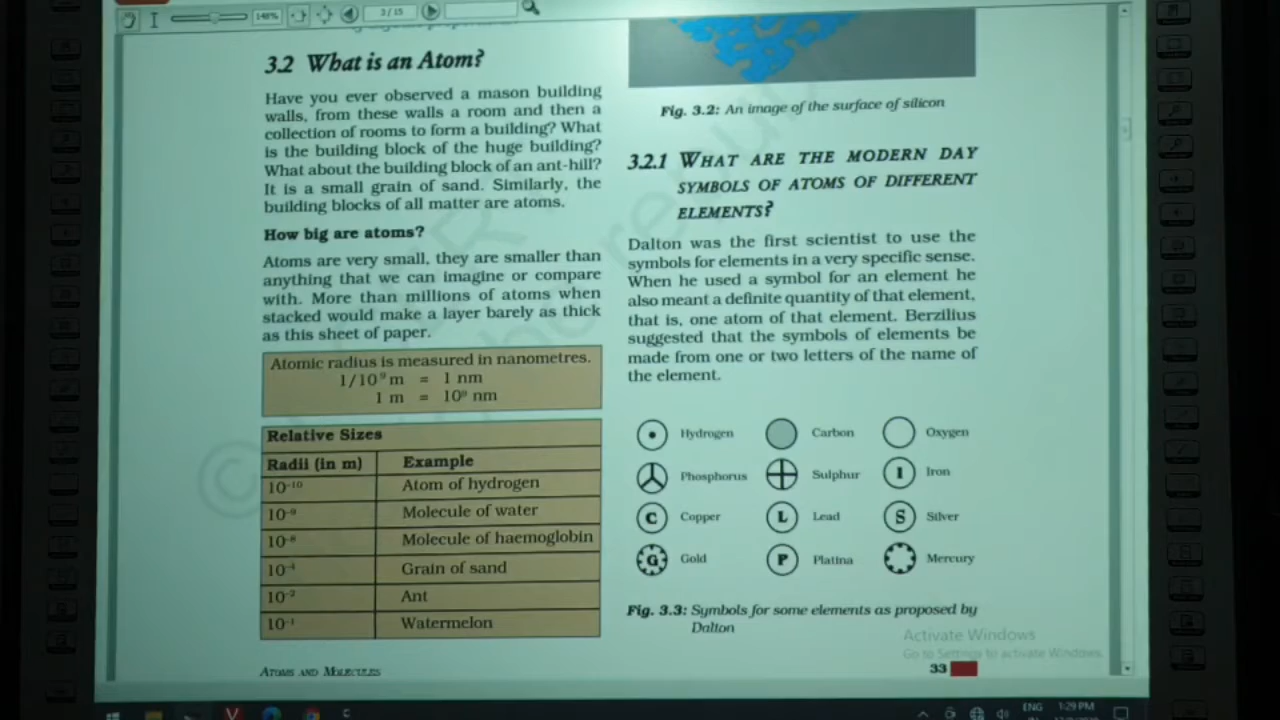 148%
3 / 15
3.2 What is an Atom?
Have you ever observed a mason building
walls, from these walls a room and then a
collection of rooms to form a building? What
is the building block of the huge building?
What about the building block of an ant-hill?
It is a small grain of sand. Similarly, the
building blocks of all matter are atoms.
How big are atoms?
Atoms are very small, they are smaller than
anything that we can imagine or compare
with. More than millions of atoms when
stacked would make a layer barely as thick
as this sheet of paper.
Atomic radius is measured in nanometres.
1/10⁹ m = 1 nm
1 m = 10⁹ nm
Relative Sizes
Radii (in m) Example
10⁻¹⁰ Atom of hydrogen
10⁻⁹ Molecule of water
10⁻⁸ Molecule of haemoglobin
10⁻⁴ Grain of sand
10⁻² Ant
10⁻¹ Watermelon
ATOMS AND MOLECULES
Fig. 3.2: An image of the surface of silicon
3.2.1 WHAT ARE THE MODERN DAY
SYMBOLS OF ATOMS OF DIFFERENT
ELEMENTS?
Dalton was the first scientist to use the
symbols for elements in a very specific sense.
When he used a symbol for an element he
also meant a definite quantity of that element,
that is, one atom of that element. Berzilius
suggested that the symbols of elements be
made from one or two letters of the name of
the element.
Hydrogen Carbon Oxygen
Phosphorus Sulphur I Iron
C Copper L Lead S Silver
G Gold P Platina Mercury
Fig. 3.3: Symbols for some elements as proposed by
Dalton
Activate Windows
Go to Settings to activate Windows.
33
ENG 1:29 PM